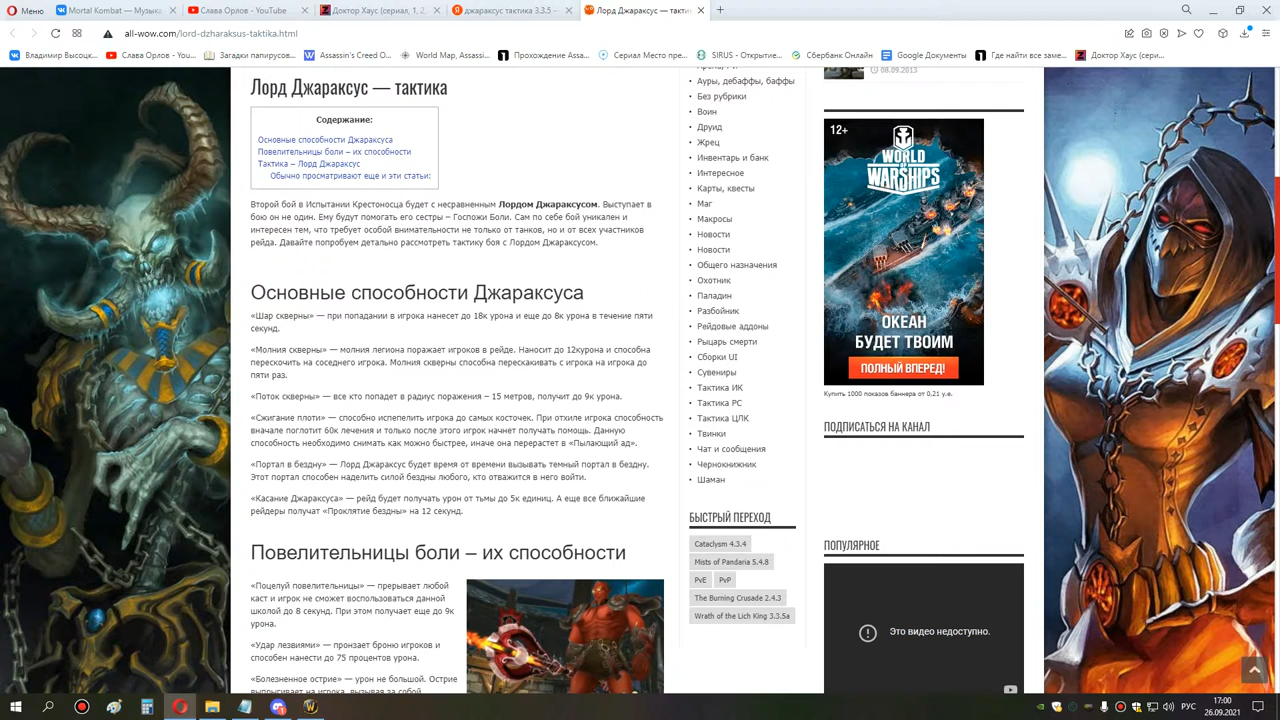 Меню
Mortal Kombat — Музыка
Слава Орлов - YouTube
Доктор Хаус (сериал, 1, 2,
джараксус тактика 3.3.5 –
Лорд Джараксус — тактик
all-wow.com/lord-dzharaksus-taktika.html
Владимир Высоцк...
Слава Орлов - You...
Загадки папирусов...
Assassin's Creed O...
World Map, Assassi...
Прохождение Assa...
Сериал Место пре...
SIRUS - Открытие...
Сбербанк Онлайн
Google Документы
Где найти все заме...
Доктор Хаус (сери...
Лорд Джараксус — тактика
Содержание:
Основные способности Джараксуса
Повелительницы боли – их способности
Тактика – Лорд Джараксус
Обычно просматривают еще и эти статьи:
Второй бой в Испытании Крестоносца будет с несравненным Лордом Джараксусом. Выступает в
бою он не один. Ему будут помогать его сестры – Госпожи Боли. Сам по себе бой уникален и
интересен тем, что требует особой внимательности не только от танков, но и от всех участников
рейда. Давайте попробуем детально рассмотреть тактику боя с Лордом Джараксусом.
Основные способности Джараксуса
«Шар скверны» — при попадании в игрока нанесет до 18к урона и еще до 8к урона в течение пяти
секунд.
«Молния скверны» — молния легиона поражает игроков в рейде. Наносит до 12курона и способна
перескочить на соседнего игрока. Молния скверны способна перескакивать с игрока на игрока до
пяти раз.
«Поток скверны» — все кто попадет в радиус поражения – 15 метров, получит до 9к урона.
«Сжигание плоти» — способно испепелить игрока до самых косточек. При отхиле игрока способность
вначале поглотит 60к лечения и только после этого игрок начнет получать помощь. Данную
способность необходимо снимать как можно быстрее, иначе она перерастет в «Пылающий ад».
«Портал в бездну» — Лорд Джараксус будет время от времени вызывать темный портал в бездну.
Этот портал способен наделить силой бездны любого, кто отважится в него войти.
«Касание Джараксуса» — рейд будет получать урон от тьмы до 5к единиц. А еще все ближайшие
рейдеры получат «Проклятие бездны» на 12 секунд.
Повелительницы боли – их способности
«Поцелуй повелительницы» — прерывает любой
каст и игрок не сможет воспользоваться данной
школой до 8 секунд. При этом получает еще до 9к
урона.
«Удар лезвиями» — пронзает броню игроков и
способен нанести до 75 процентов урона.
«Болезненное острие» — урон не большой. Острие
выпрыгивает на игрока, вызывая за собой
Ауры, дебаффы, баффы
Без рубрики
Воин
Друид
Жрец
Инвентарь и банк
Интересное
Карты, квесты
Маг
Макросы
Новости
Новости
Общего назначения
Охотник
Паладин
Разбойник
Рейдовые аддоны
Рыцарь смерти
Сборки UI
Сувениры
Тактика ИК
Тактика РС
Тактика ЦЛК
Твинки
Чат и сообщения
Чернокнижник
Шаман
БЫСТРЫЙ ПЕРЕХОД
Cataclysm 4.3.4
Mists of Pandaria 5.4.8
PvE PvP
The Burning Crusade 2.4.3
Wrath of the Lich King 3.3.5a
08.09.2013
12+
WORLD
OF
WARSHIPS
ОКЕАН
БУДЕТ ТВОИМ
ПОЛНЫЙ ВПЕРЕД!
Купить 1000 показов баннера от 0,21 у.е.
ПОДПИСАТЬСЯ НА КАНАЛ
ПОПУЛЯРНОЕ
Это видео недоступно.
РУС
17:00
26.09.2021